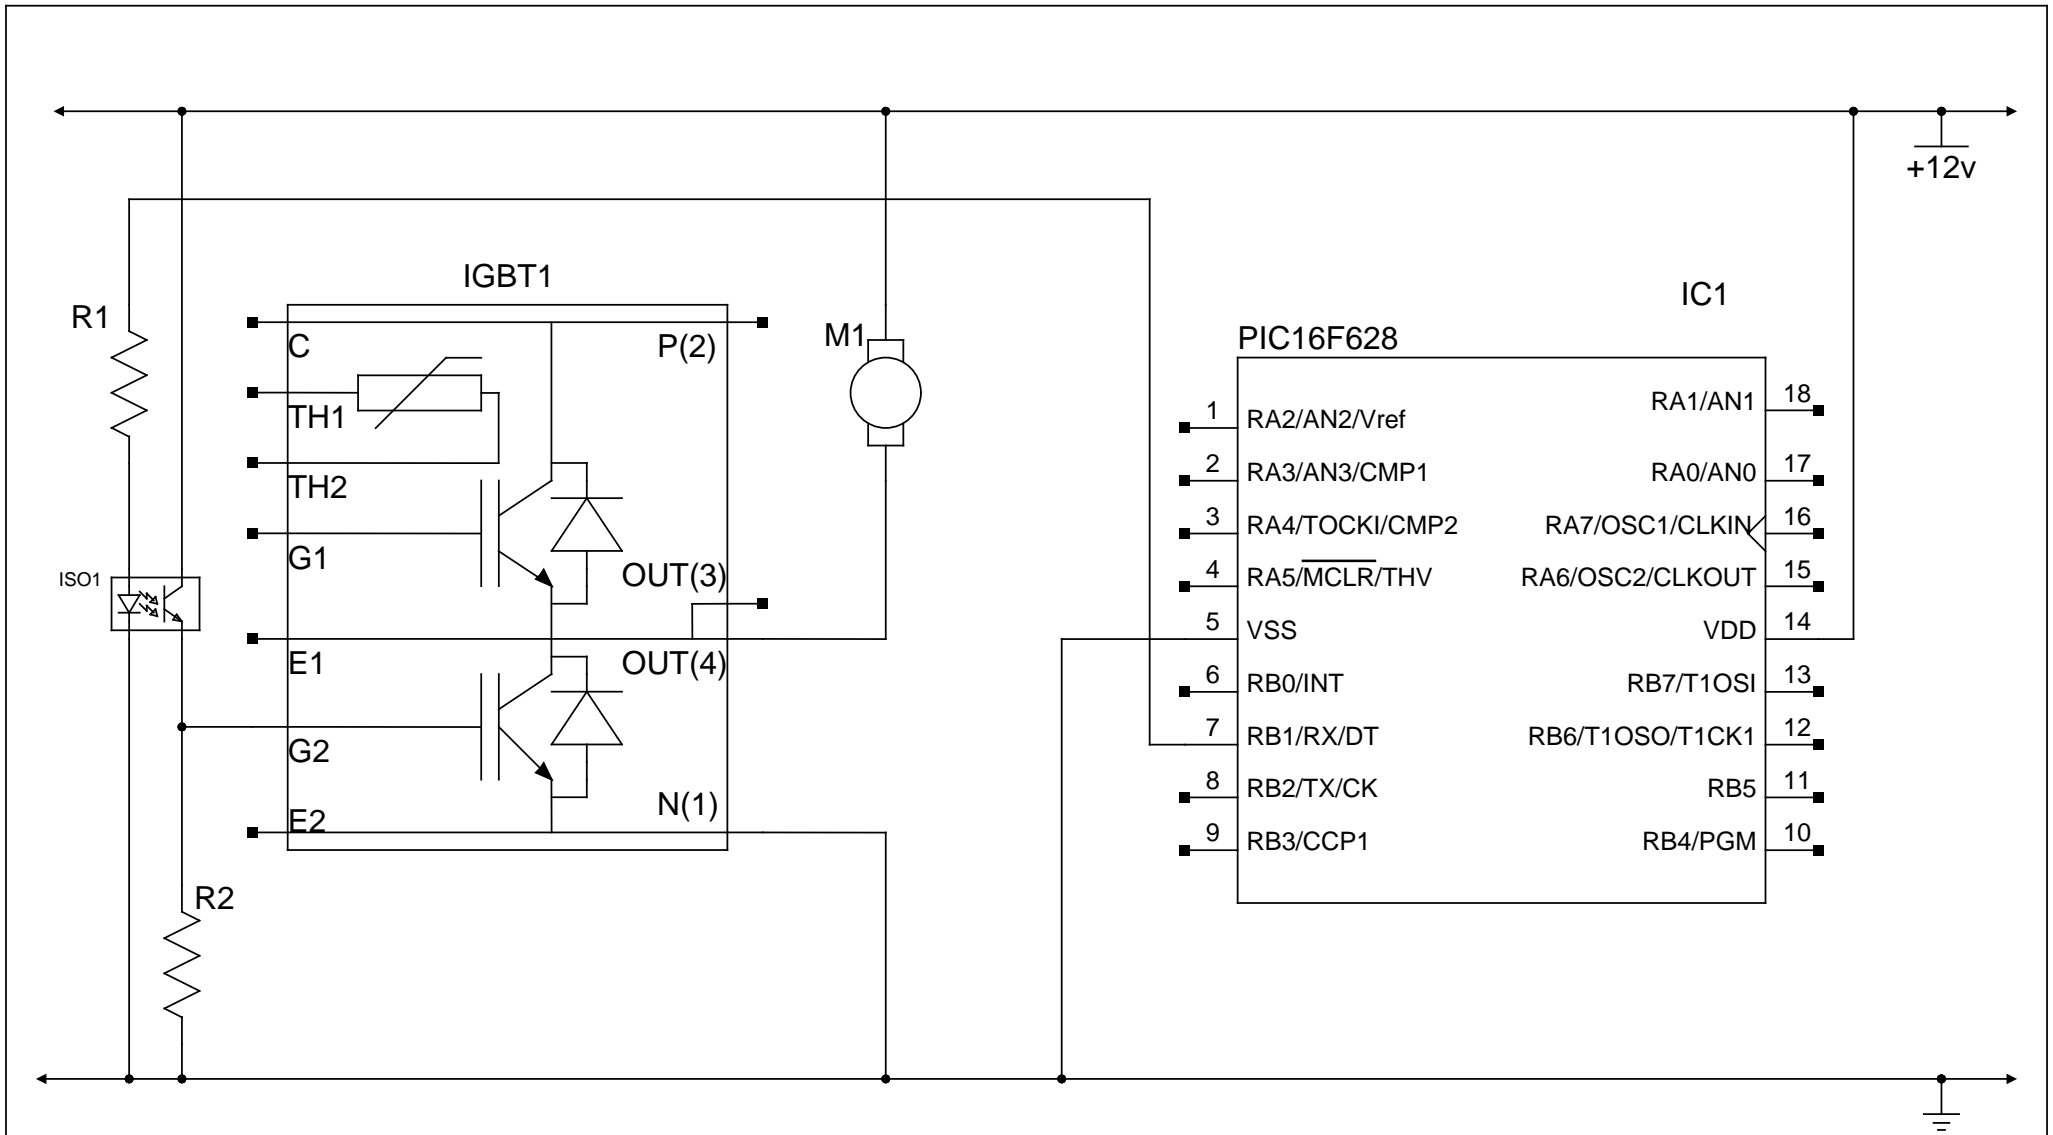 +12v
IGBT1
R1
C
P(2)
TH1
TH2
G1
OUT(3)
E1
OUT(4)
G2
E2
N(1)
ISO1
R2
M1
IC1
PIC16F628
1 RA2/AN2/Vref
RA1/AN1 18
2 RA3/AN3/CMP1
RA0/AN0 17
3 RA4/TOCKI/CMP2
RA7/OSC1/CLKIN 16
4 RA5/MCLR/THV
RA6/OSC2/CLKOUT 15
5 VSS
VDD 14
6 RB0/INT
RB7/T1OSI 13
7 RB1/RX/DT
RB6/T1OSO/T1CK1 12
8 RB2/TX/CK
RB5 11
9 RB3/CCP1
RB4/PGM 10